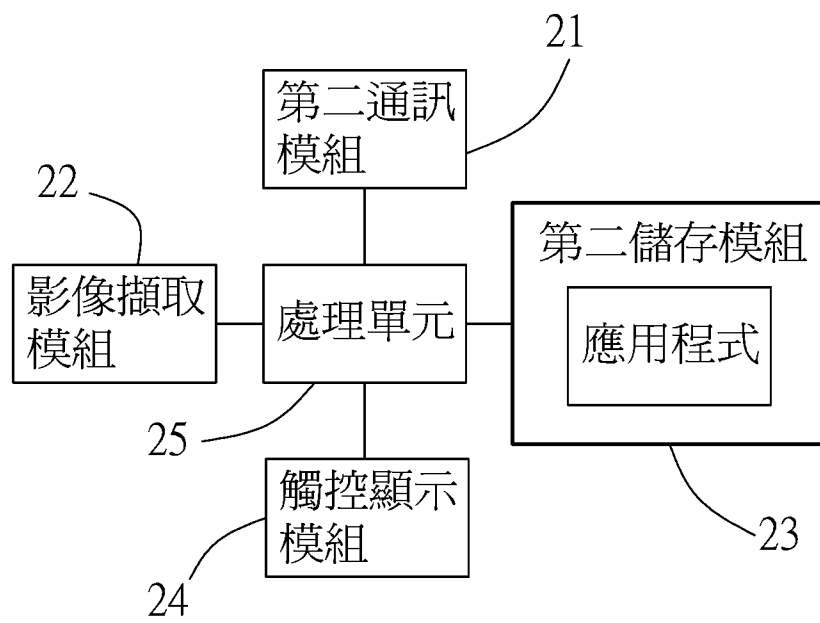 21
第二通訊
模組
22
影像擷取
模組
處理單元
第二儲存模組
應用程式
25
觸控顯示
模組
24
23